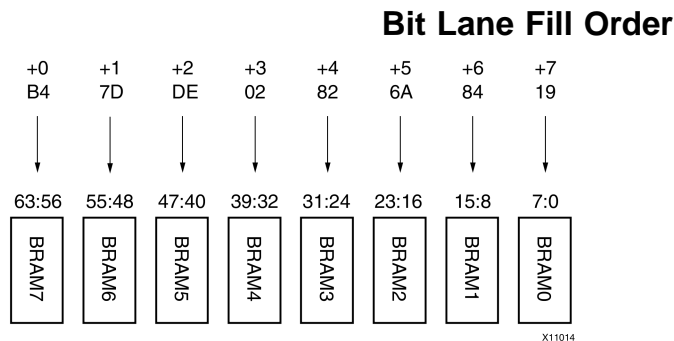 Bit Lane Fill Order
+0 +1 +2 +3 +4 +5 +6 +7
B4 7D DE 02 82 6A 84 19
63:56 55:48 47:40 39:32 31:24 23:16 15:8 7:0
BRAM7 BRAM6 BRAM5 BRAM4 BRAM3 BRAM2 BRAM1 BRAM0
X11014